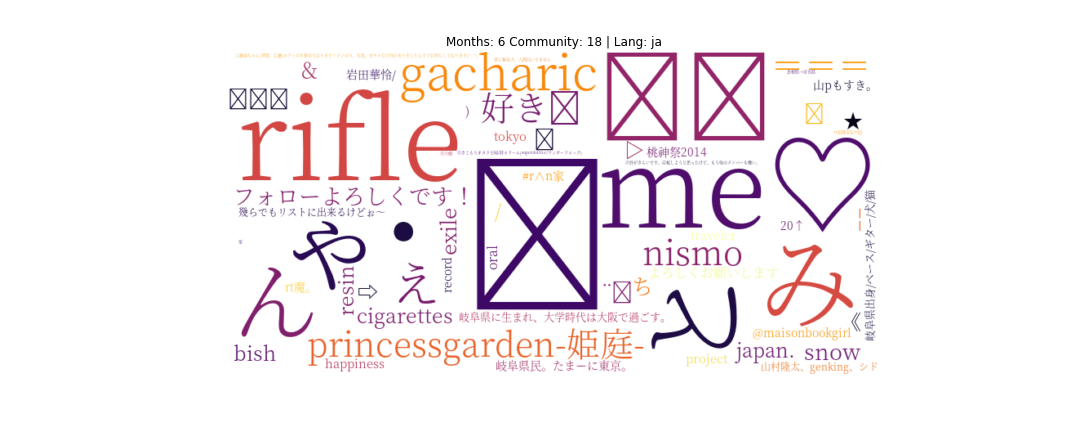 Months: 6 Community: 18 | Lang: ja
&
岩田華怜/
gacharic
山pもすき。
rifle
)
好き
tokyo
★
桃神祭2014
#r∧n家
me
♡
フォローよろしくです！
幾らでもリストに出来るけどぉ〜
/
20↑
岐阜県出身/ベース/ギター/犬/猫
や
●
exile
oral
nismo
み
よろしくお願いします
ん
rt魔。
resin
⇨
え
record
ち
と
《
cigarettes
岐阜県に生まれ、大学時代は大阪で過ごす。
@maisonbookgirl
bish
princessgarden-姫庭-
happiness
岐阜県民。たまーに東京。
project
japan.
snow
山村隆太、genking、シド